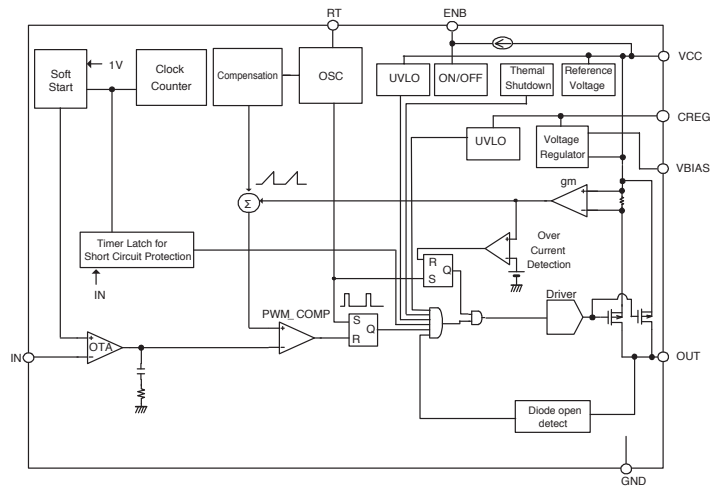 RT
ENB
VCC
CREG
VBIAS
Soft
Start
1V
Clock
Counter
Compensation
OSC
UVLO
ON/OFF
Themal
Shutdown
Reference
Voltage
UVLO
Voltage
Regulator
gm
Σ
Over
Current
Detection
Timer Latch for
Short Circuit Protection
IN
R
S
Q
Driver
PWM_COMP
S
R
Q
IN
OTA
+
−
+
−
+
−
+
−
OUT
Diode open
detect
GND